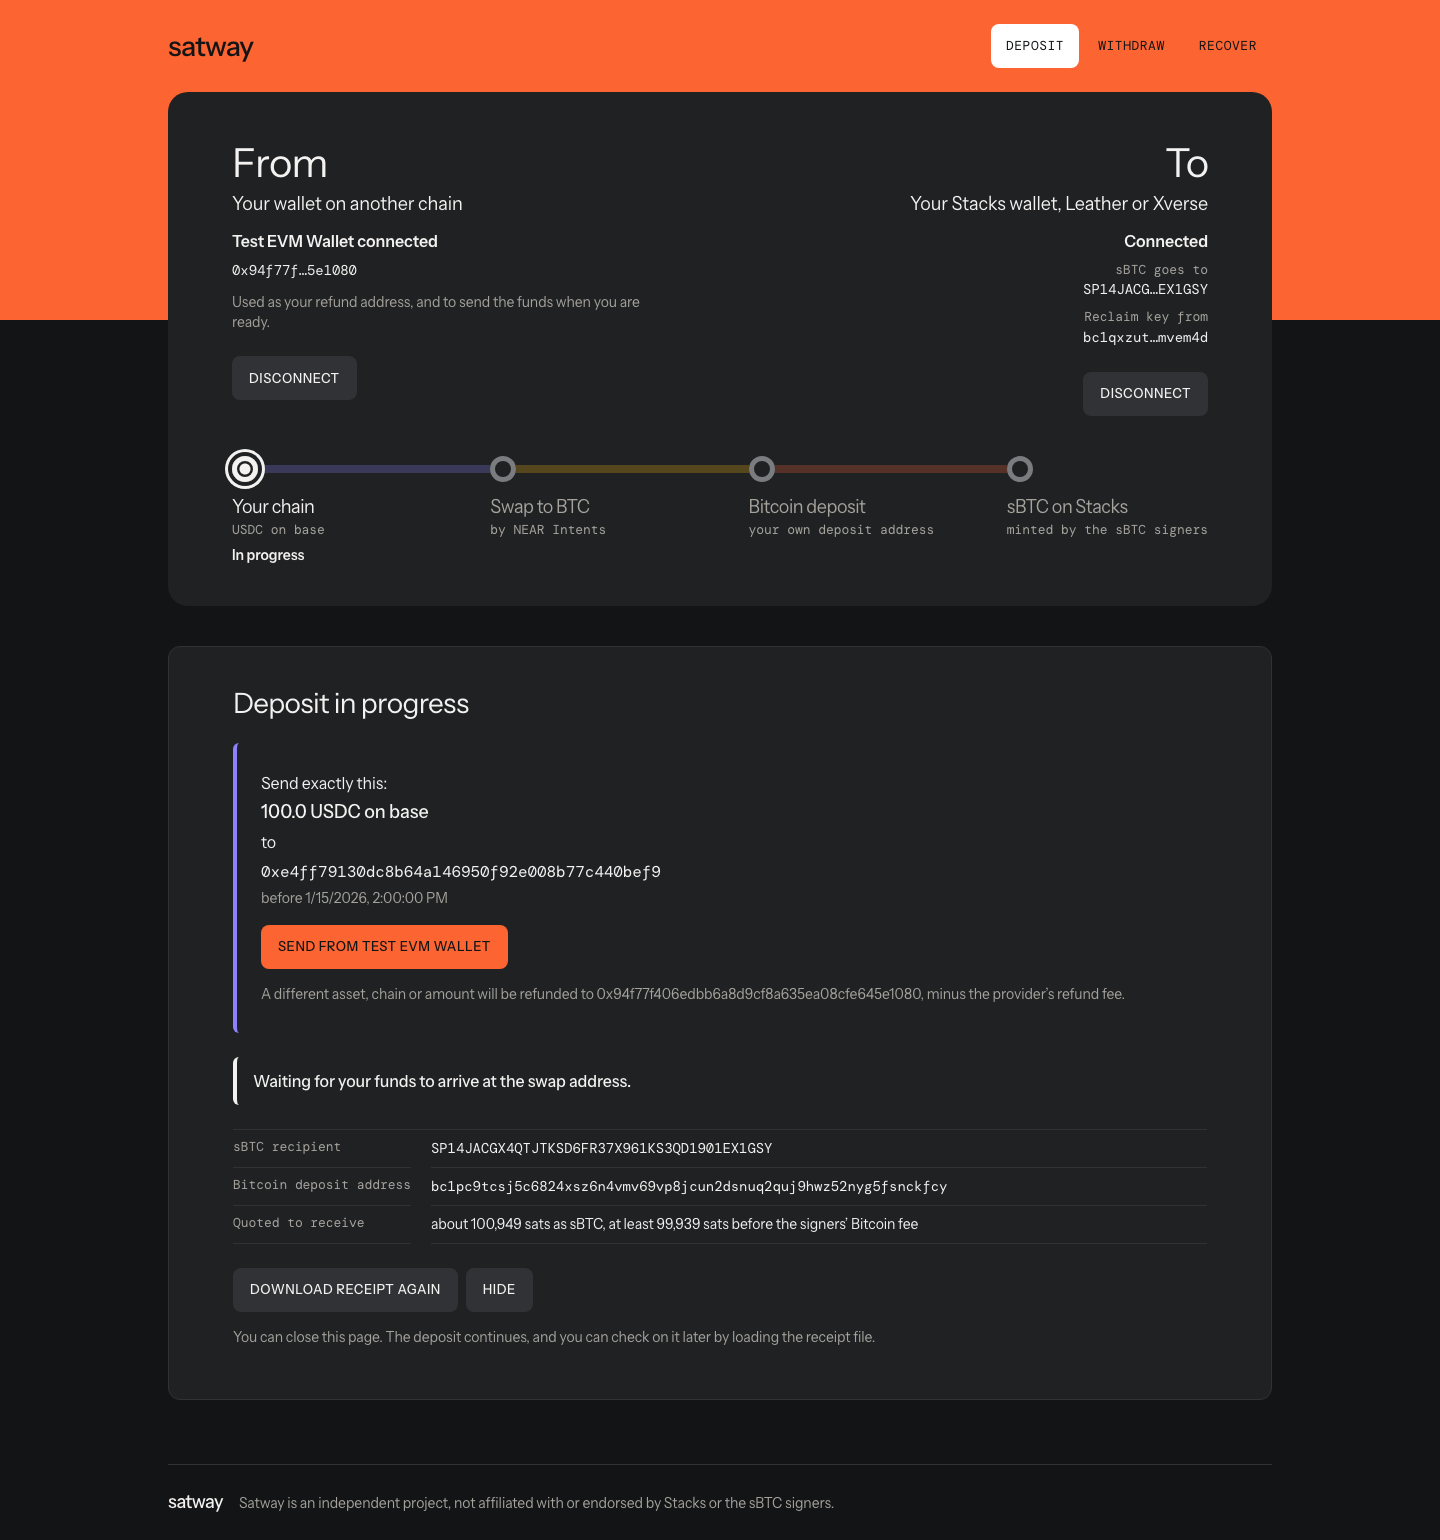 satway
DEPOSIT
WITHDRAW
RECOVER
From
To
Your wallet on another chain
Your Stacks wallet, Leather or Xverse
Test EVM Wallet connected
Connected
0x94f77f…5e1080
sBTC goes to
SP14JACG…EX1GSY
Used as your refund address, and to send the funds when you are
ready.
Reclaim key from
bc1qxzut…mvem4d
DISCONNECT
DISCONNECT
Your chain
USDC on base
In progress
Swap to BTC
by NEAR Intents
Bitcoin deposit
your own deposit address
sBTC on Stacks
minted by the sBTC signers
Deposit in progress
Send exactly this:
100.0 USDC on base
to
0xe4ff79130dc8b64a146950f92e008b77c440bef9
before 1/15/2026, 2:00:00 PM
SEND FROM TEST EVM WALLET
A different asset, chain or amount will be refunded to 0x94f77f406edbb6a8d9cf8a635ea08cfe645e1080, minus the provider's refund fee.
Waiting for your funds to arrive at the swap address.
sBTC recipient
SP14JACGX4QTJTKSD6FR37X961KS3QD1901EX1GSY
Bitcoin deposit address
bc1pc9tcsj5c6824xsz6n4vmv69vp8jcun2dsnuq2quj9hwz52nyg5fsnckfcy
Quoted to receive
about 100,949 sats as sBTC, at least 99,939 sats before the signers' Bitcoin fee
DOWNLOAD RECEIPT AGAIN
HIDE
You can close this page. The deposit continues, and you can check on it later by loading the receipt file.
satway
Satway is an independent project, not affiliated with or endorsed by Stacks or the sBTC signers.